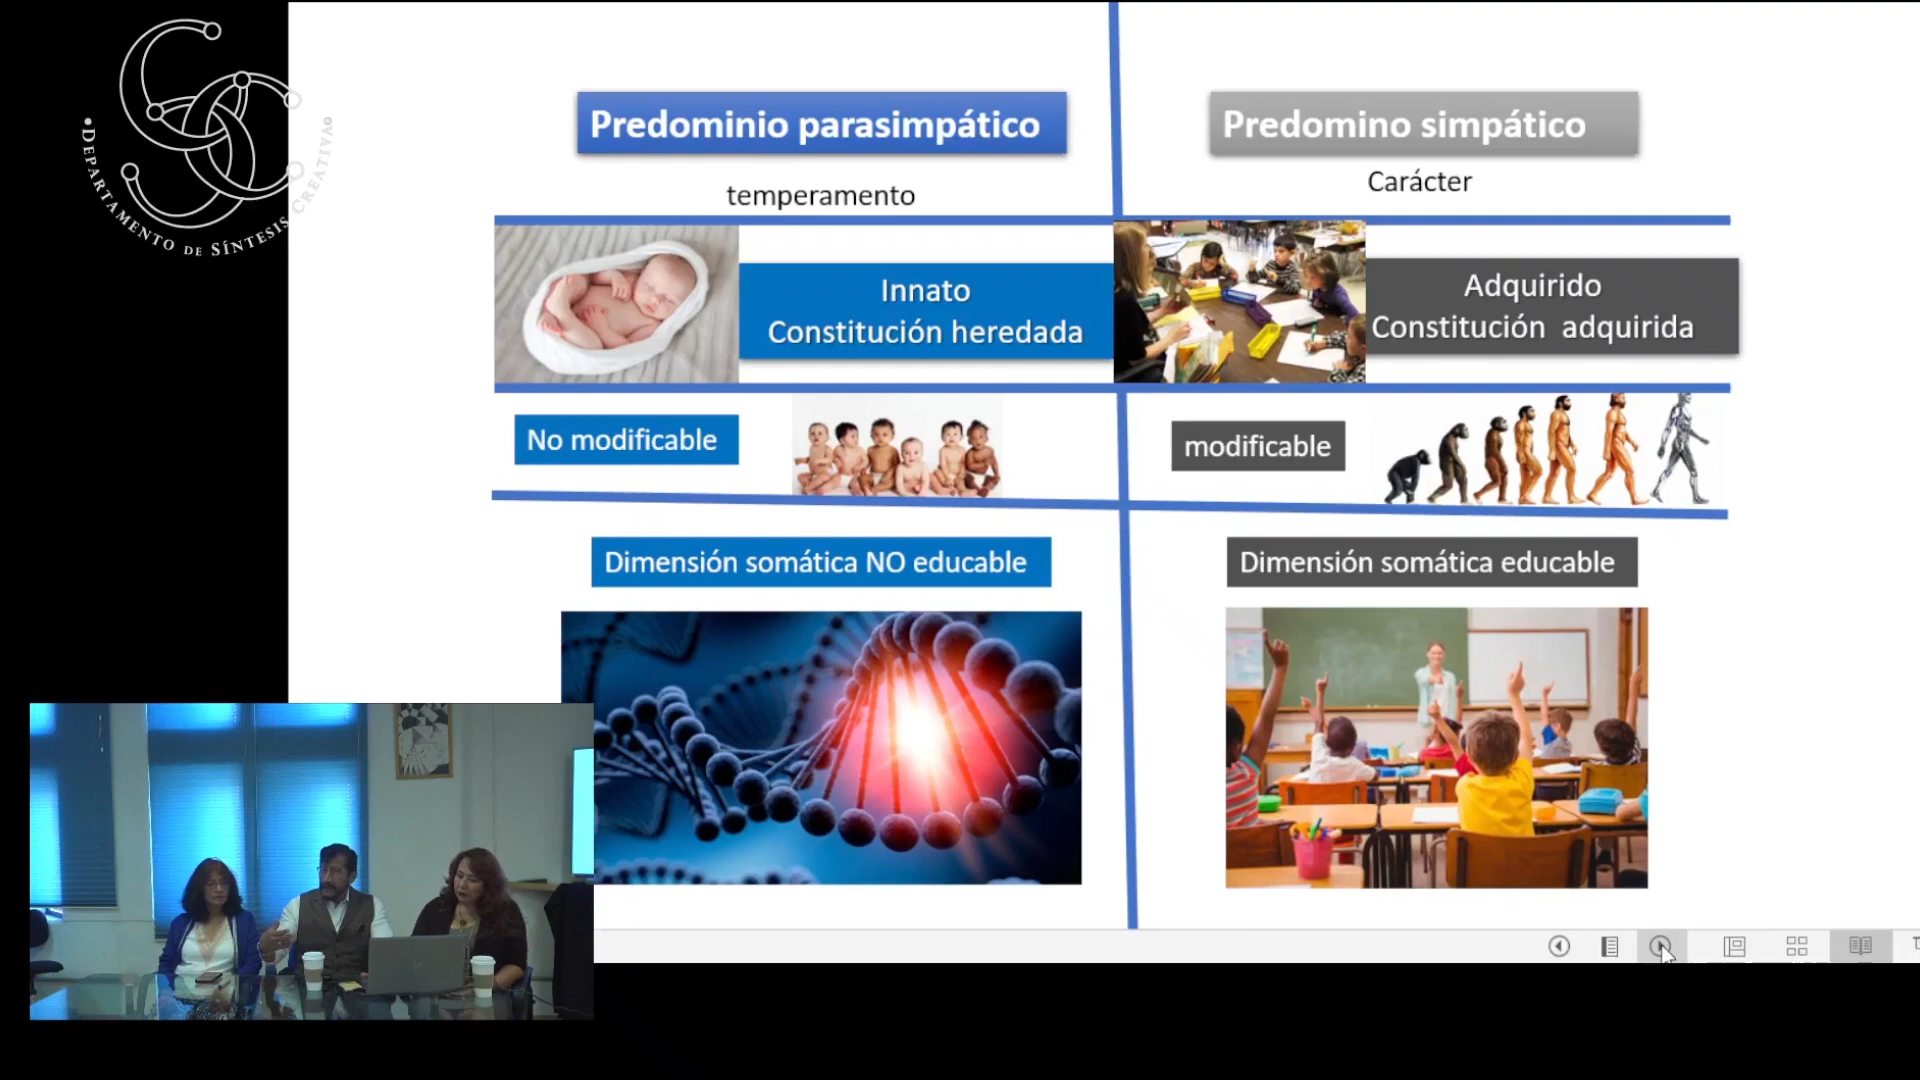 •DEPARTAMENTO DE SÍNTESIS CREATIVA•
Predominio parasimpático
temperamento
Predomino simpático
Carácter
Innato
Constitución heredada
Adquirido
Constitución adquirida
No modificable
modificable
Dimensión somática NO educable
Dimensión somática educable